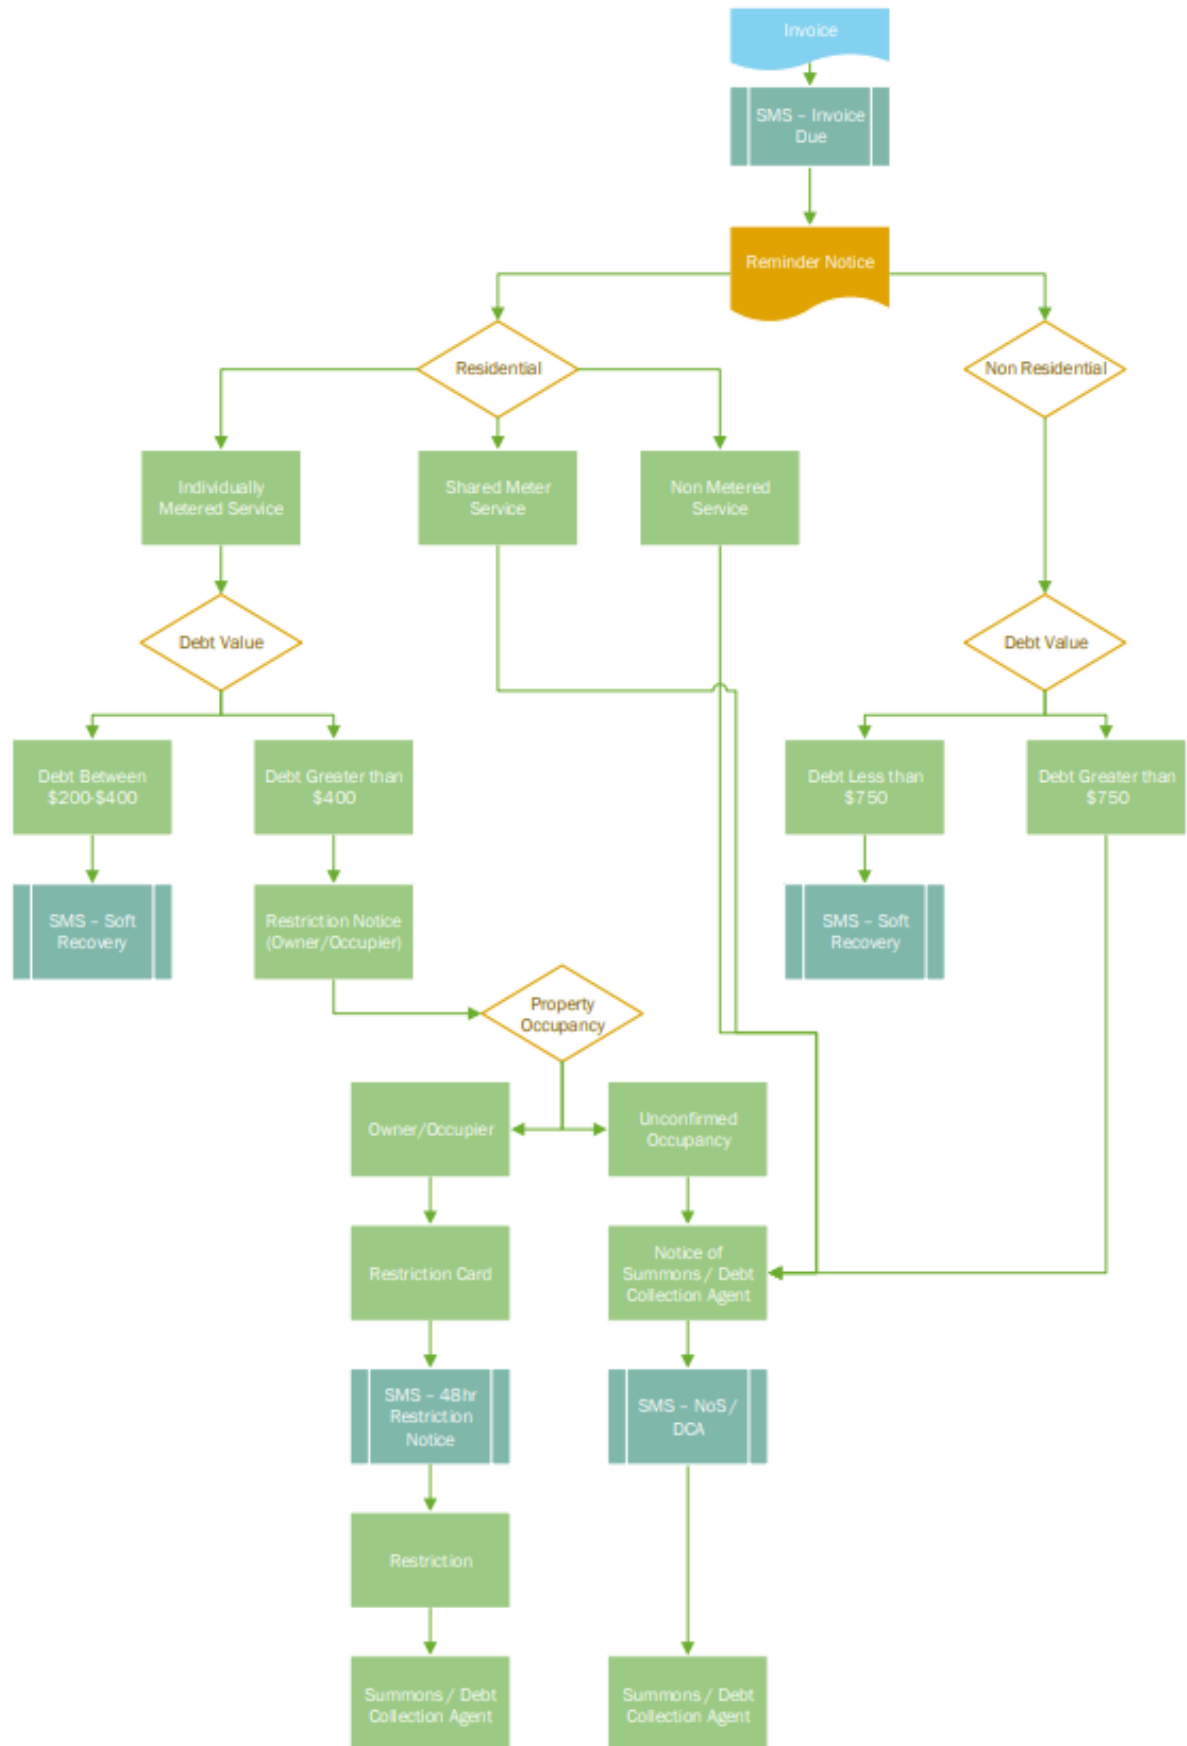 Invoice
SMS – Invoice
Due
Reminder Notice
Residential
Non Residential
Individually
Metered Service
Shared Meter
Service
Non Metered
Service
Debt Value
Debt Value
Debt Between
$200-$400
Debt Greater than
$400
Debt Less than
$750
Debt Greater than
$750
SMS – Soft
Recovery
Restriction Notice
(Owner/Occupier)
SMS – Soft
Recovery
Property
Occupancy
Owner/Occupier
Unconfirmed
Occupancy
Restriction Card
Notice of
Summons / Debt
Collection Agent
SMS – 48hr
Restriction
Notice
SMS – NoS /
DCA
Restriction
Summons / Debt
Collection Agent
Summons / Debt
Collection Agent